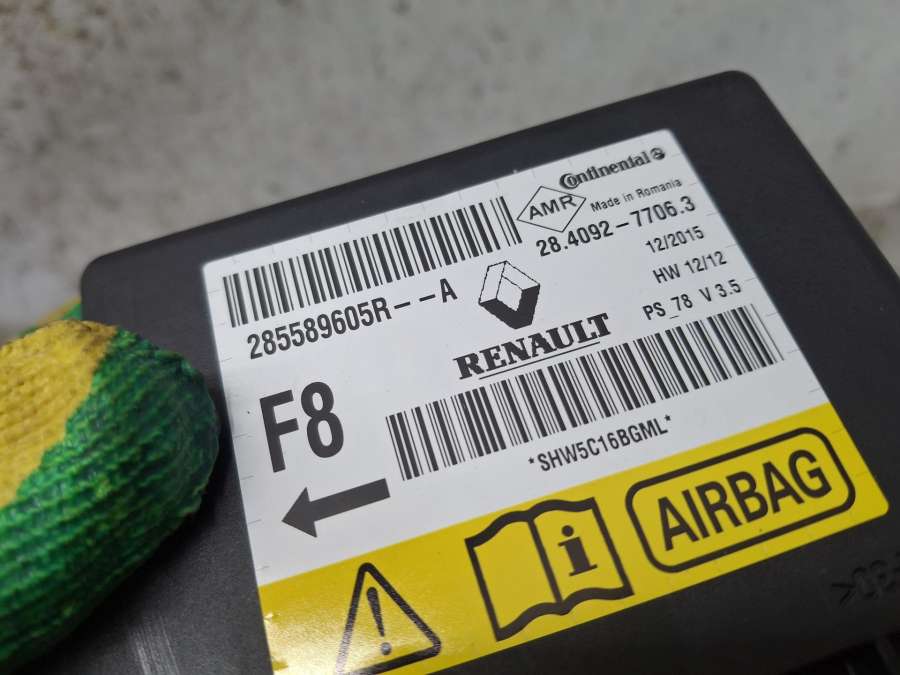 Continental
AMR Made in Romania
28.4092-7706.3
285589605R--A
12/2015
HW 12/12
RENAULT
PS_78 V 3.5
F8
*SHW5C16BGML*
i AIRBAG
!